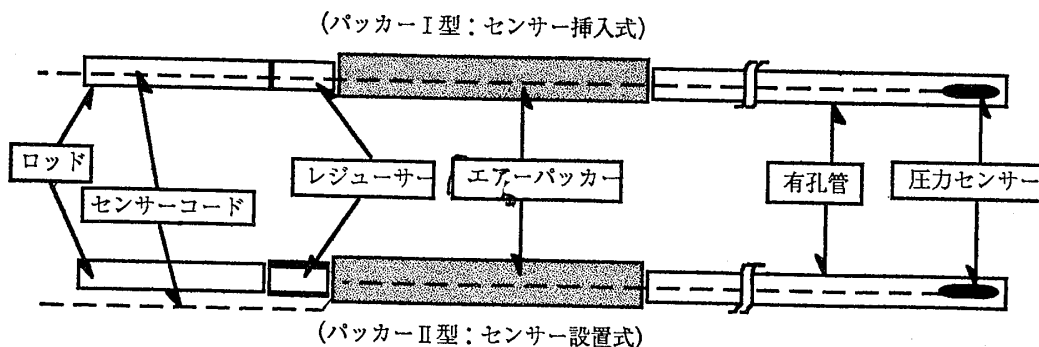 (パッカーⅠ型：センサー挿入式)
ロッド
センサーコード
レジューサー
エアーパッカー
有孔管
圧力センサー
(パッカーⅡ型：センサー設置式)